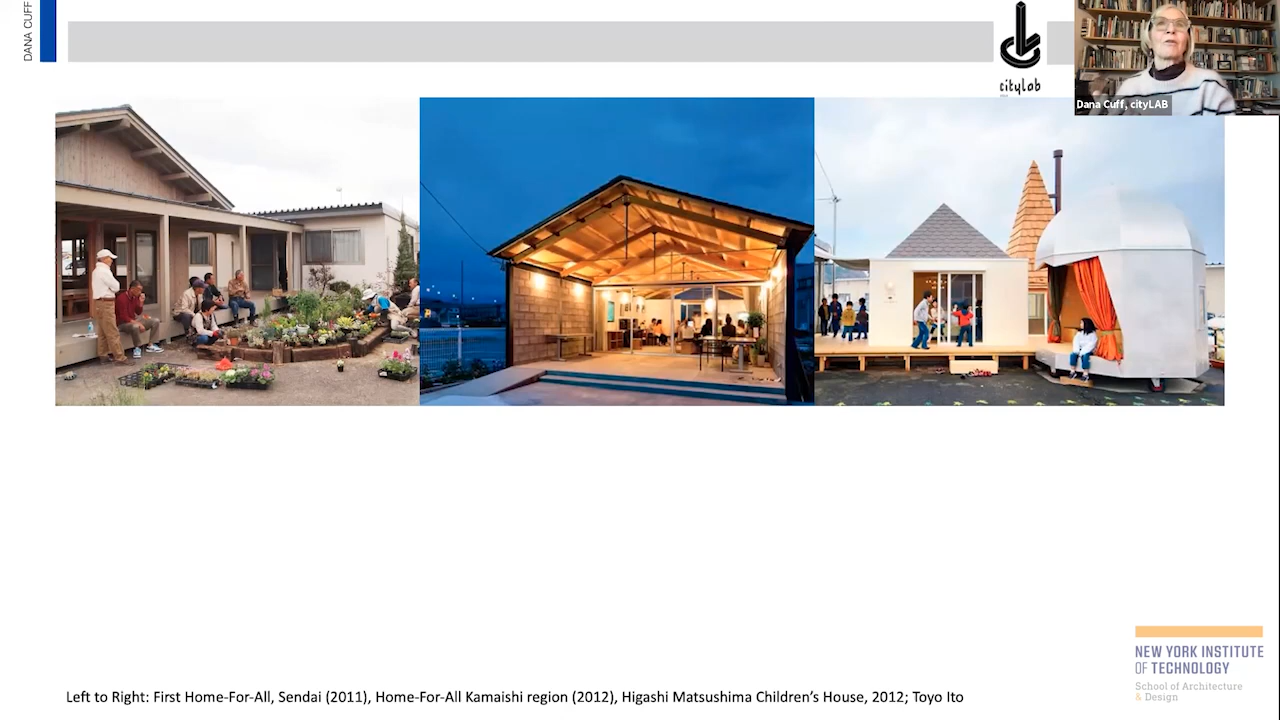 DANA CUFF
citylab
Dana Cuff, cityLAB
NEW YORK INSTITUTE
OF TECHNOLOGY
School of Architecture
& Design
Left to Right: First Home-For-All, Sendai (2011), Home-For-All in Kamaishi region (2012), Higashi Matsushima Children's House, 2012; Toyo Ito